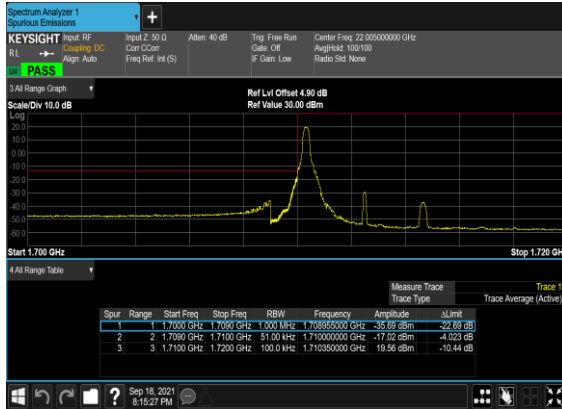 Spectrum Analyzer 1
Spurious Emissions
+
KEYSIGHT Input: RF Input Z: 50 Ω Atten: 40 dB Trig: Free Run Center Freq: 22.005000000 GHz
RL Coupling: DC Corr CCorr Gate: Off Avg|Hold: 100/100
Align: Auto Freq Ref: Int (S) IF Gain: Low Radio Std: None
LV PASS
3 All Range Graph
Ref Lvl Offset 4.90 dB
Scale/Div 10.0 dB Ref Value 30.00 dBm
Log
20.0
10.0
0.00
-10.0
-20.0
-30.0
-40.0
-50.0
-60.0
Start 1.700 GHz Stop 1.720 GH
4 All Range Table
Measure Trace Trace 1
Trace Type Trace Average (Active)
Spur Range Start Freq Stop Freq RBW Frequency Amplitude ΔLimit
1 1 1.7000 GHz 1.7090 GHz 1.000 MHz 1.708955000 GHz -35.69 dBm -22.69 dB
2 2 1.7090 GHz 1.7100 GHz 51.00 kHz 1.710000000 GHz -17.02 dBm -4.023 dB
3 3 1.7100 GHz 1.7200 GHz 100.0 kHz 1.710350000 GHz 19.56 dBm -10.44 dB
? Sep 18, 2021
8:15:27 PM